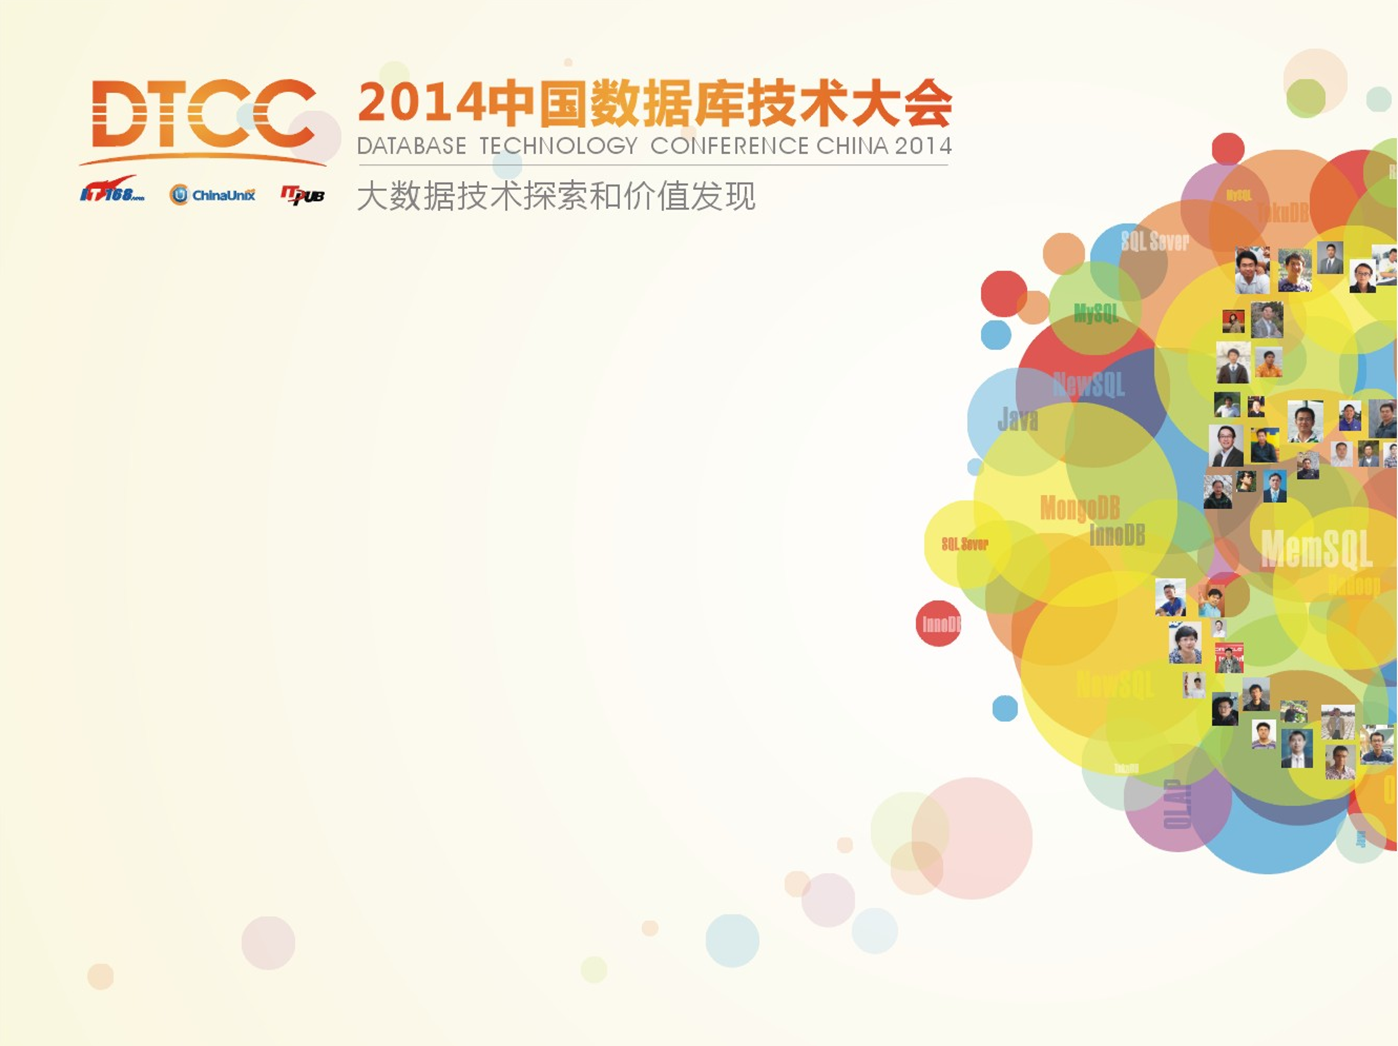 DTCC
2014中国数据库技术大会
DATABASE TECHNOLOGY CONFERENCE CHINA 2014
IT168.com ChinaUnix ITPUB
大数据技术探索和价值发现
MySQL
TokuDB
SQL Sever
MySQL
NewSQL
Java
MongoDB
InnoDB
SQL Sever
MemSQL
Hadoop
InnoDB
NewSQL
TokuDB
OLAP